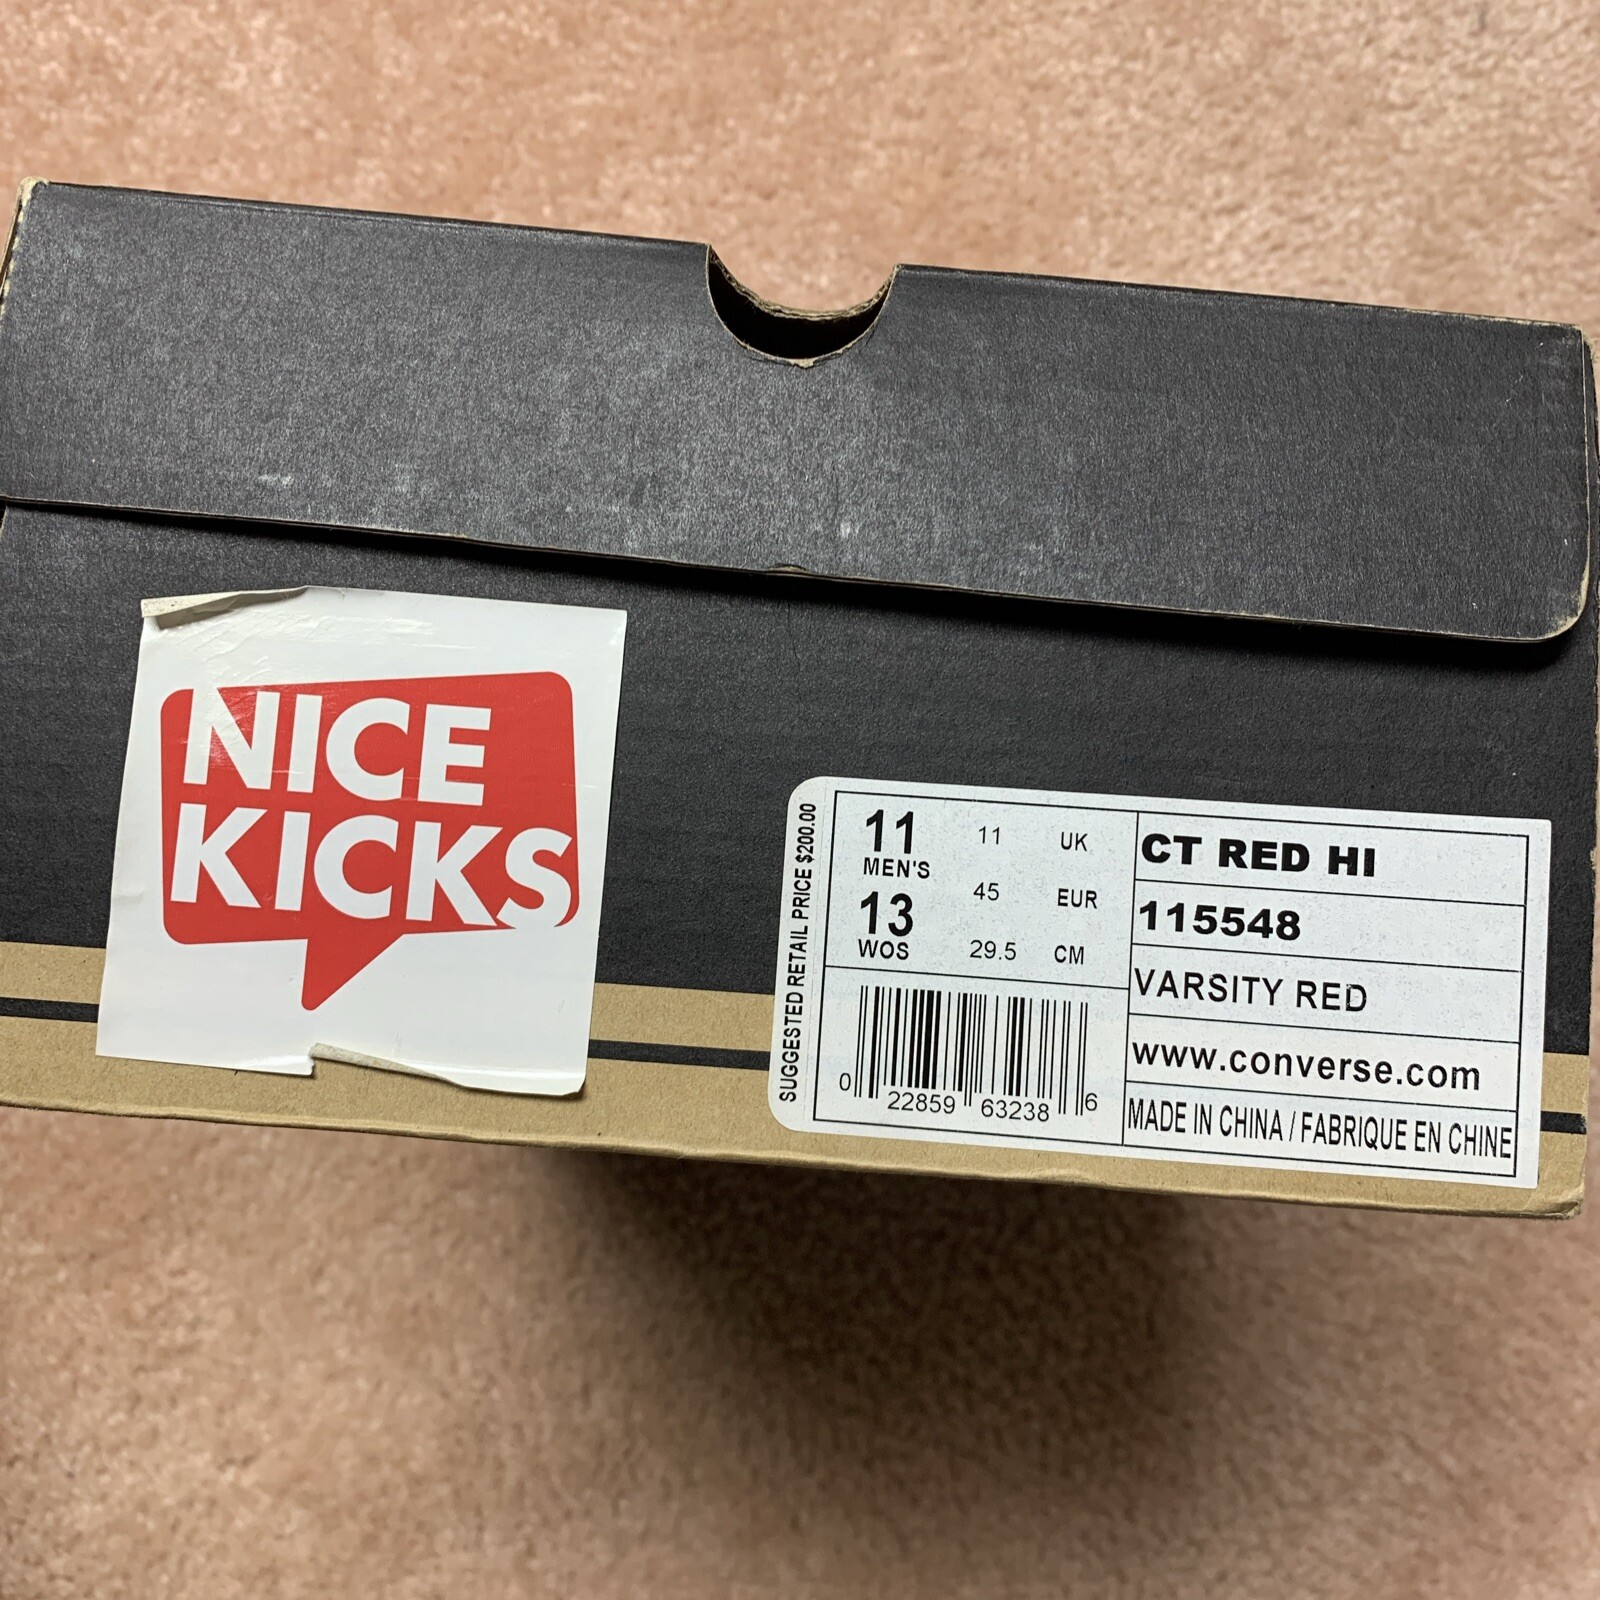 NICE
KICKS
SUGGESTED RETAIL PRICE $200.00
11 11 UK
MEN'S
45 EUR
13
WOS 29.5 CM
0 22859 63238 6
CT RED HI
115548
VARSITY RED
www.converse.com
MADE IN CHINA / FABRIQUE EN CHINE